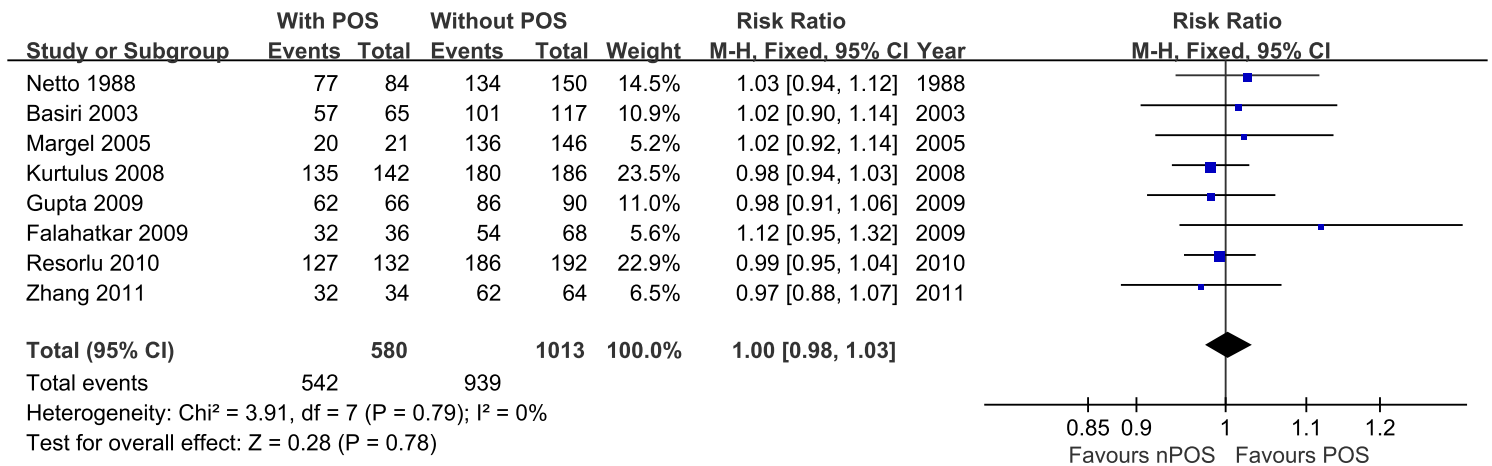 With POS Without POS Risk Ratio Risk Ratio
Study or Subgroup Events Total Events Total Weight M-H, Fixed, 95% CI Year M-H, Fixed, 95% CI
Netto 1988 77 84 134 150 14.5% 1.03 [0.94, 1.12] 1988
Basiri 2003 57 65 101 117 10.9% 1.02 [0.90, 1.14] 2003
Margel 2005 20 21 136 146 5.2% 1.02 [0.92, 1.14] 2005
Kurtulus 2008 135 142 180 186 23.5% 0.98 [0.94, 1.03] 2008
Gupta 2009 62 66 86 90 11.0% 0.98 [0.91, 1.06] 2009
Falahatkar 2009 32 36 54 68 5.6% 1.12 [0.95, 1.32] 2009
Resorlu 2010 127 132 186 192 22.9% 0.99 [0.95, 1.04] 2010
Zhang 2011 32 34 62 64 6.5% 0.97 [0.88, 1.07] 2011
Total (95% CI) 580 1013 100.0% 1.00 [0.98, 1.03]
Total events 542 939
Heterogeneity: Chi² = 3.91, df = 7 (P = 0.79); I² = 0%
Test for overall effect: Z = 0.28 (P = 0.78)
0.85 0.9 1 1.1 1.2
Favours nPOS Favours POS